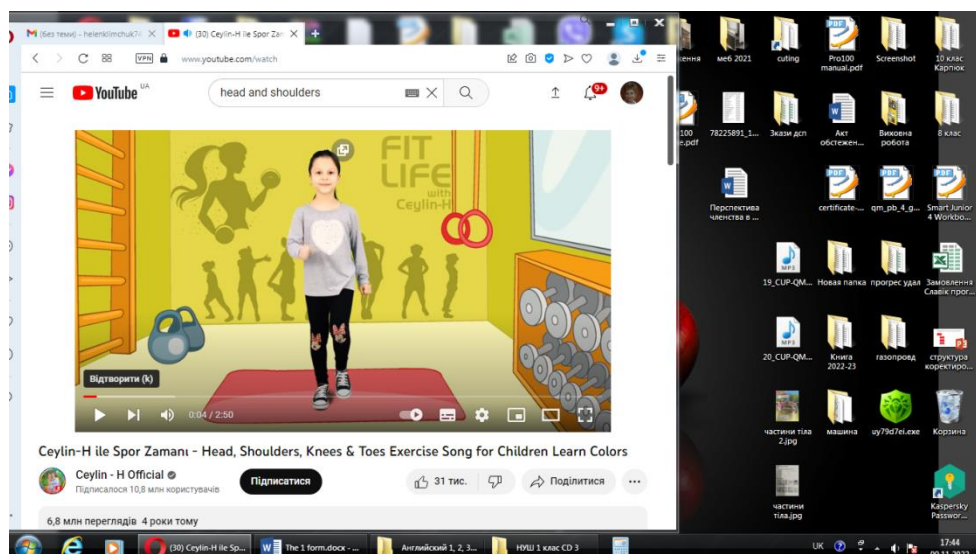 (без теми) - helenklimchuk74
(30) Ceylin-H ile Spor Zam
VPN
www.youtube.com/watch
YouTube UA
head and shoulders
9+
FIT
LIFE
with
Ceylin-H
Відтворити (k)
0:04 / 2:50
Ceylin-H ile Spor Zamanı - Head, Shoulders, Knees & Toes Exercise Song for Children Learn Colors
Ceylin - H Official
Підписалося 10,8 млн користувачів
Підписатися
31 тис.
Поділитися
6,8 млн переглядів 4 роки тому
меб 2021
cuting
Pro100
manual.pdf
Screenshot
10 клас
Карпюк
78225891_1...
Зкази дсп
Акт
обстежен...
Виховна
робота
8 клас
Перспектива
членства в ...
certificate-...
qm_pb_4_g...
Smart Junior
4 Workbo...
19_CUP-QM...
Новая папка
прогрес удал
Замовлення
Славік прог...
20_CUP-QM...
Книга
2022-23
газопровд
структура
коректиро...
частини тіла
2.jpg
машина
uy79d7ei.exe
Корзина
частини
тіла.jpg
Kaspersky
Passwor...
(30) Ceylin-H ile Sp...
The 1 form.docx - ...
Английский 1, 2, 3...
НУШ 1 клас CD 3
UK
17:44
09.11.2022